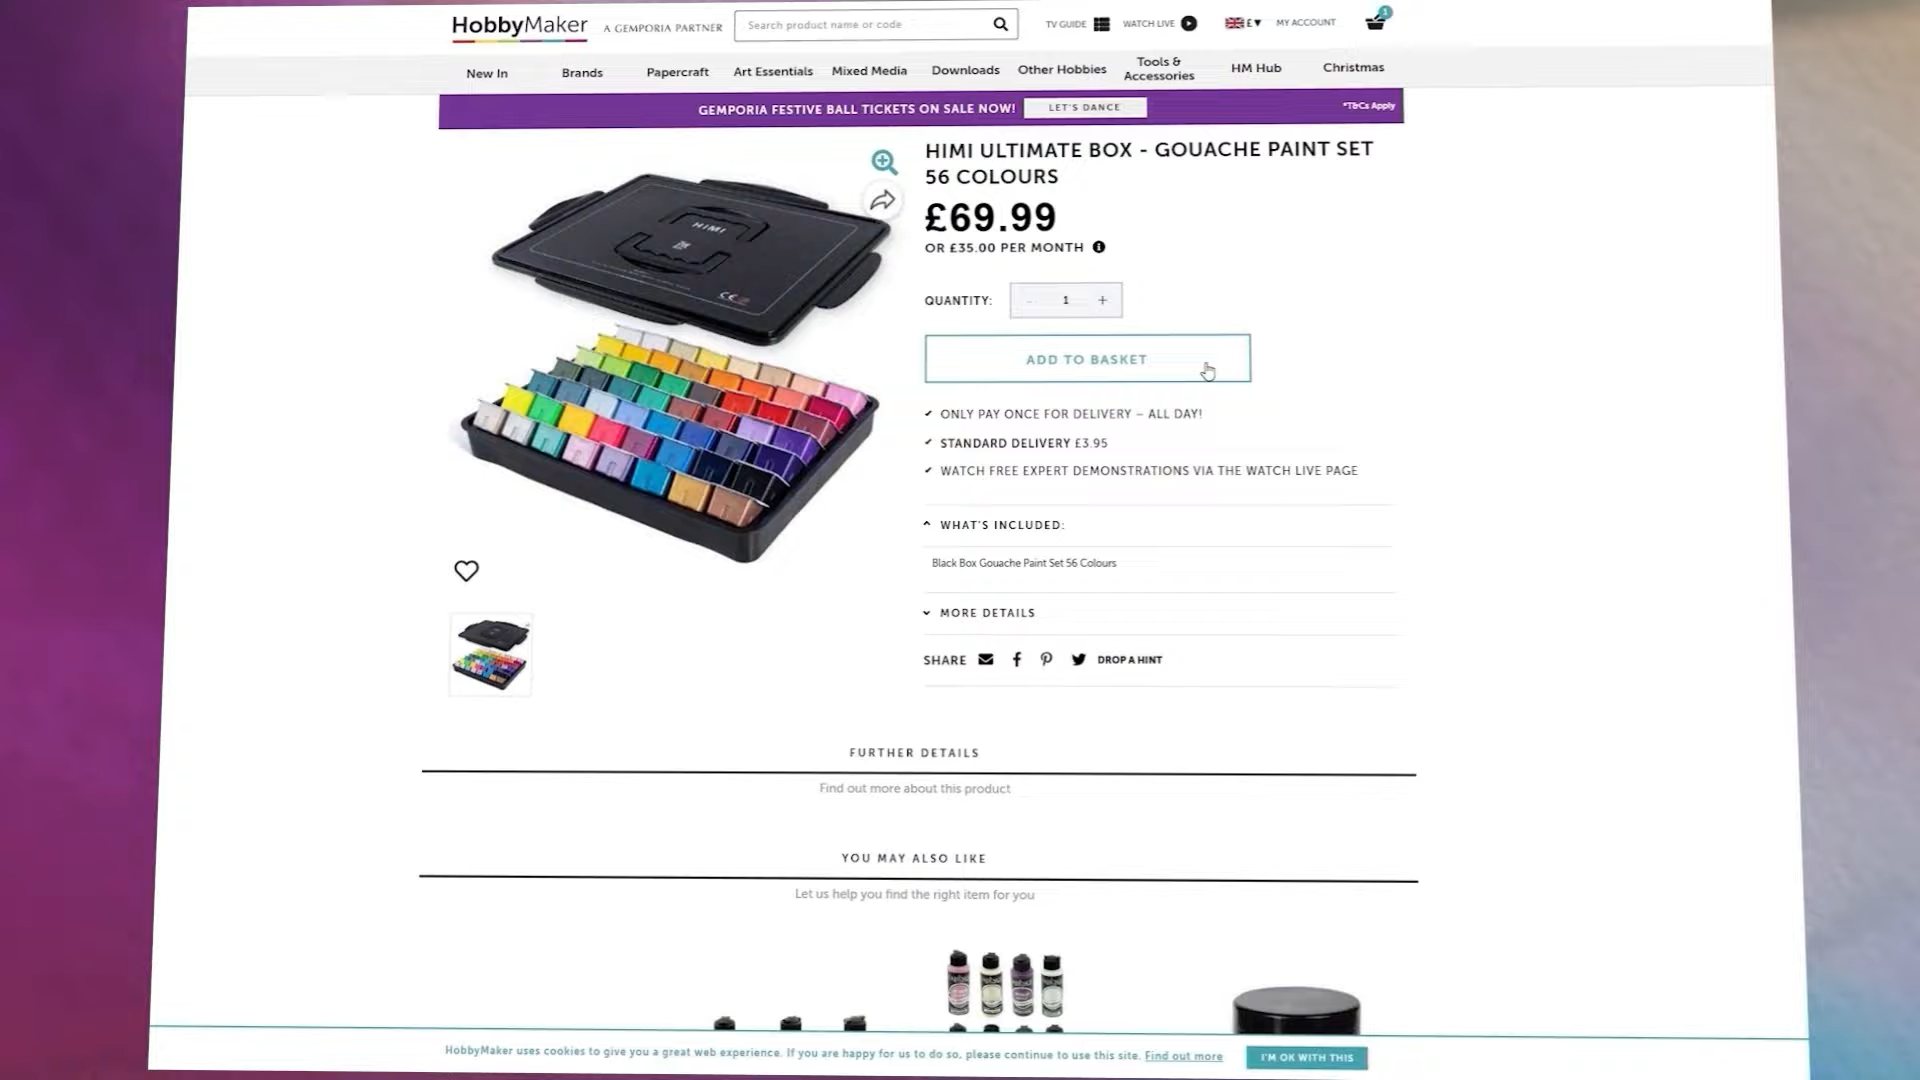 HobbyMaker
A GEMPORIA PARTNER
Search product name or code
TV GUIDE
WATCH LIVE
£
MY ACCOUNT
1
New In
Brands
Papercraft
Art Essentials
Mixed Media
Downloads
Other Hobbies
Tools &
Accessories
HM Hub
Christmas
GEMPORIA FESTIVE BALL TICKETS ON SALE NOW!
LET'S DANCE
*T&Cs Apply
HIMI
CE
HIMI ULTIMATE BOX - GOUACHE PAINT SET
56 COLOURS
£69.99
OR £35.00 PER MONTH
QUANTITY:
- 1 +
ADD TO BASKET
ONLY PAY ONCE FOR DELIVERY – ALL DAY!
STANDARD DELIVERY £3.95
WATCH FREE EXPERT DEMONSTRATIONS VIA THE WATCH LIVE PAGE
WHAT'S INCLUDED:
Black Box Gouache Paint Set 56 Colours
MORE DETAILS
SHARE
DROP A HINT
FURTHER DETAILS
Find out more about this product
YOU MAY ALSO LIKE
Let us help you find the right item for you
HobbyMaker uses cookies to give you a great web experience. If you are happy for us to do so, please continue to use this site. Find out more
I'M OK WITH THIS